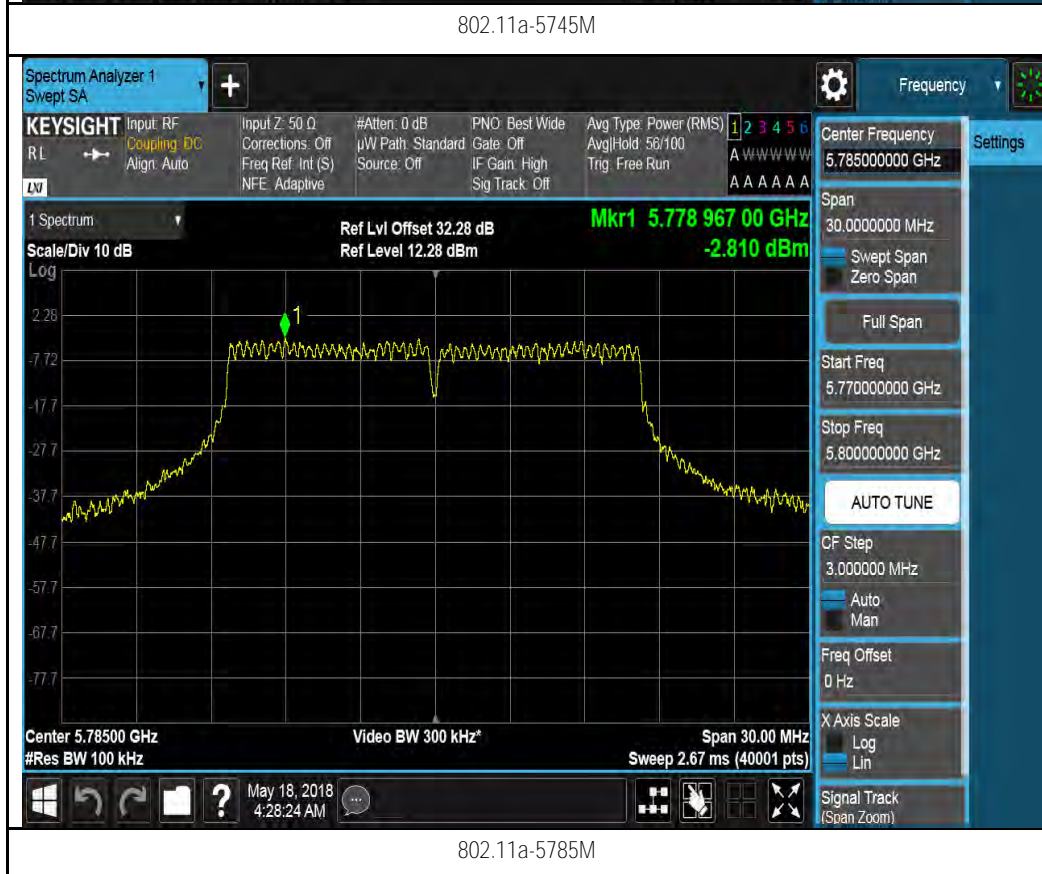 802.11a-5745M
Spectrum Analyzer 1
Swept SA
+
Frequency
KEYSIGHT
RL
LXI
Input: RF
Coupling: DC
Align: Auto
Input Z: 50 Ω
Corrections: Off
Freq Ref: Int (S)
NFE: Adaptive
#Atten: 0 dB
µW Path: Standard
Source: Off
PNO: Best Wide
Gate: Off
IF Gain: High
Sig Track: Off
Avg Type: Power (RMS)
Avg|Hold: 56/100
Trig: Free Run
1 2 3 4 5 6
A W W W W W
A A A A A A
Center Frequency
5.785000000 GHz
Settings
1 Spectrum
Scale/Div 10 dB
Log
Ref Lvl Offset 32.28 dB
Ref Level 12.28 dBm
Mkr1 5.778 967 00 GHz
-2.810 dBm
1
2.28
-7.72
-17.7
-27.7
-37.7
-47.7
-57.7
-67.7
-77.7
Center 5.78500 GHz
#Res BW 100 kHz
Video BW 300 kHz*
Span 30.00 MHz
Sweep 2.67 ms (40001 pts)
Span
30.0000000 MHz
Swept Span
Zero Span
Full Span
Start Freq
5.770000000 GHz
Stop Freq
5.800000000 GHz
AUTO TUNE
CF Step
3.000000 MHz
Auto
Man
Freq Offset
0 Hz
X Axis Scale
Log
Lin
Signal Track
(Span Zoom)
?
May 18, 2018
4:28:24 AM
802.11a-5785M